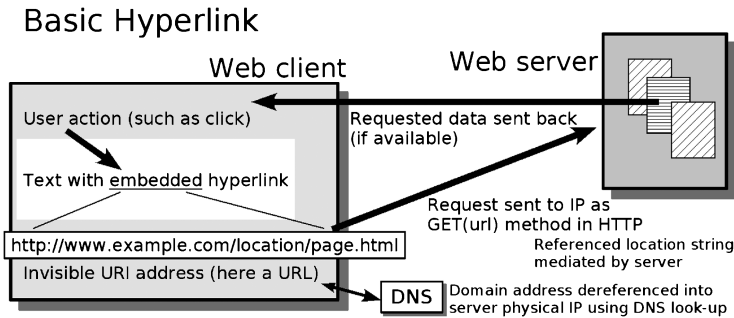 Basic Hyperlink
Web client
Web server
User action (such as click)
Requested data sent back
(if available)
Text with embedded hyperlink
Request sent to IP as
GET(url) method in HTTP
http://www.example.com/location/page.html
Referenced location string
mediated by server
Invisible URI address (here a URL)
DNS
Domain address dereferenced into
server physical IP using DNS look-up